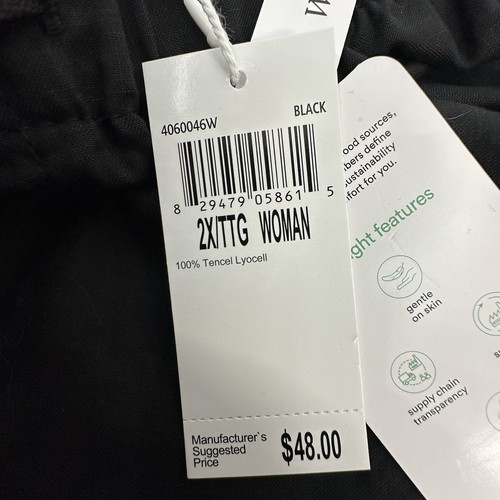 W
4060046W
BLACK
8 29479 05861 5
2X/TTG WOMAN
100% Tencel Lyocell
Manufacturer`s
Suggested
Price
$48.00
ood sources,
bers define
ustainability
fort for you.
ght features
gentle
on skin
supply chain
transparency